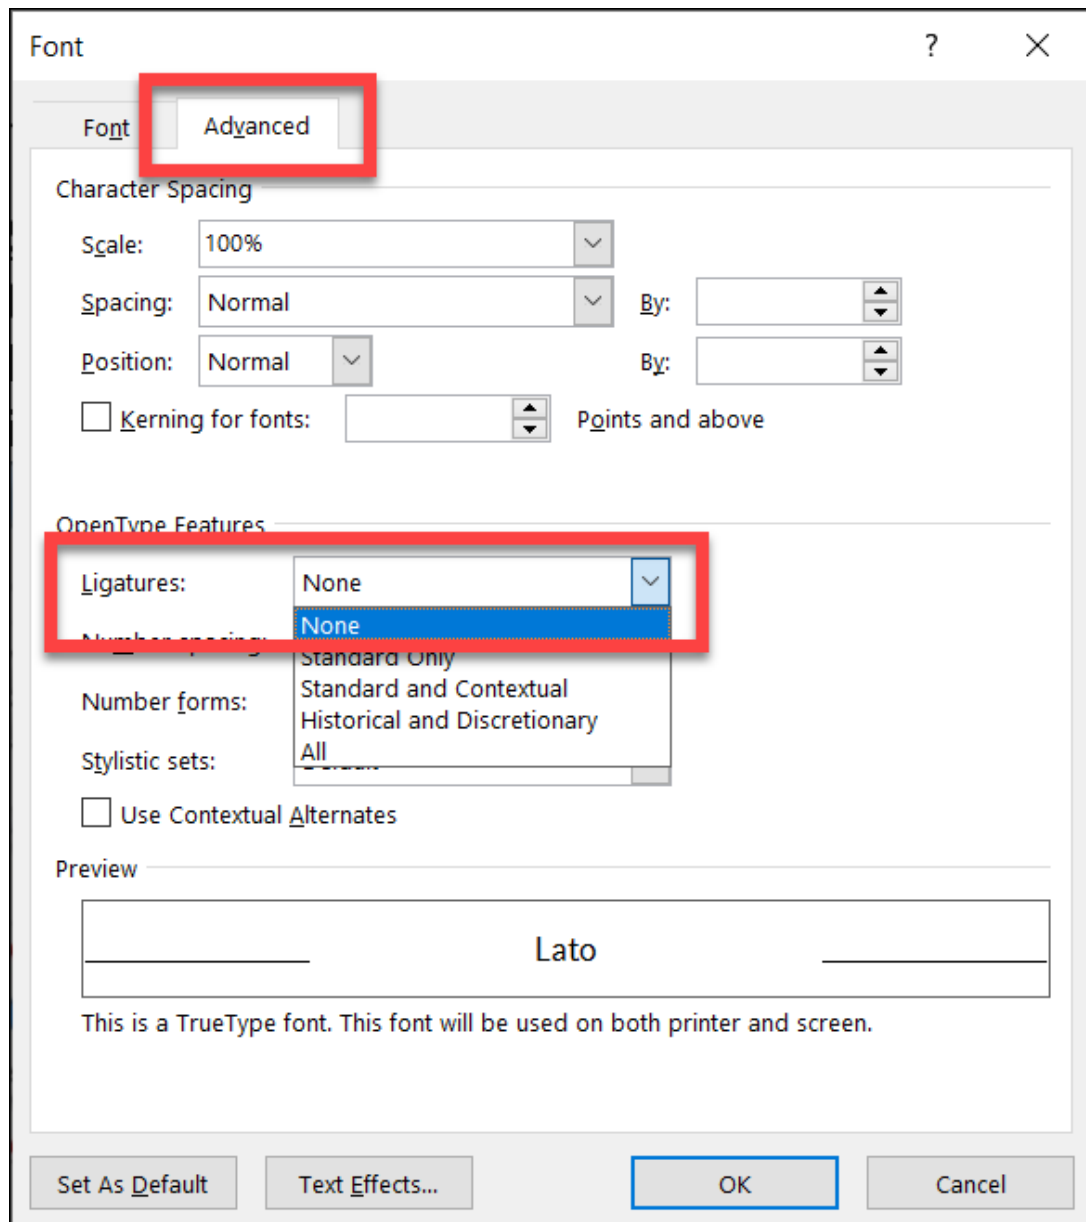 Font ?
Font Advanced
Character Spacing
Scale: 100%
Spacing: Normal By:
Position: Normal By:
Kerning for fonts: Points and above
OpenType Features
Ligatures: None
None
Number spacing:
Standard Only
Standard and Contextual
Number forms:
Historical and Discretionary
All
Stylistic sets: Default
Use Contextual Alternates
Preview
Lato
This is a TrueType font. This font will be used on both printer and screen.
Set As Default Text Effects... OK Cancel